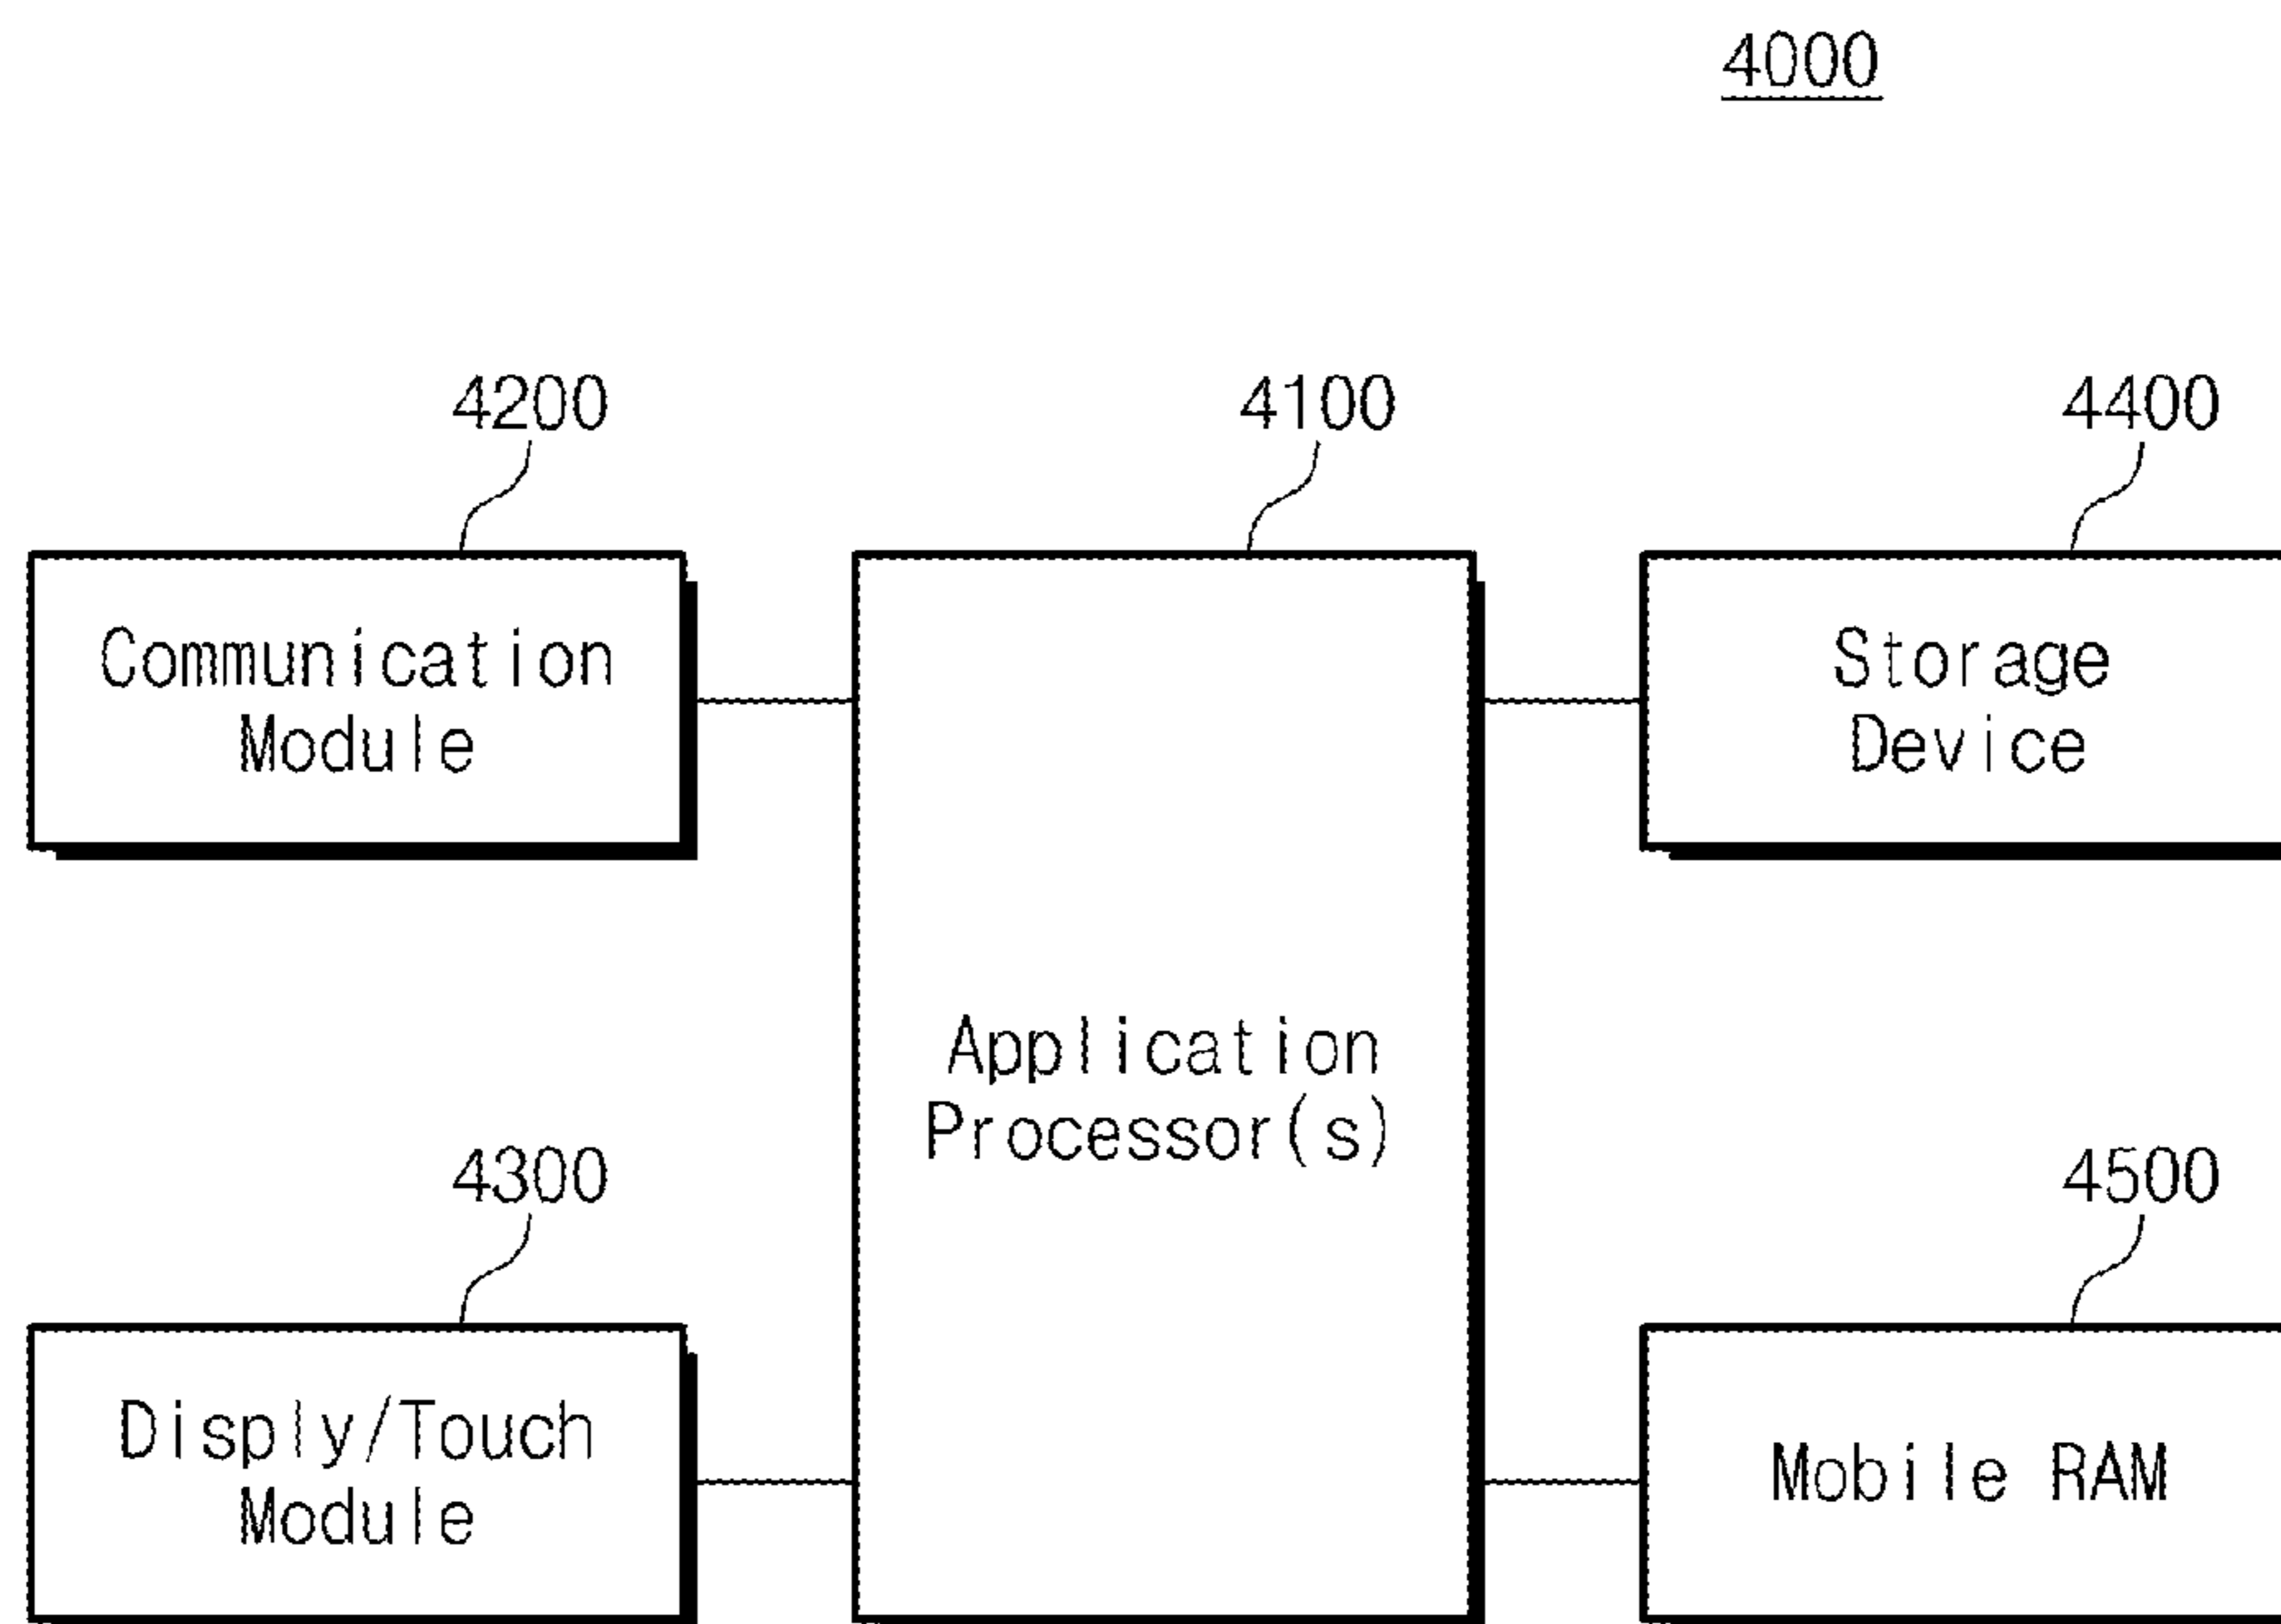 4000
4200
4100
4400
Communication
Module
Storage
Device
Application
Processor(s)
4300
4500
Disply/Touch
Module
Mobile RAM